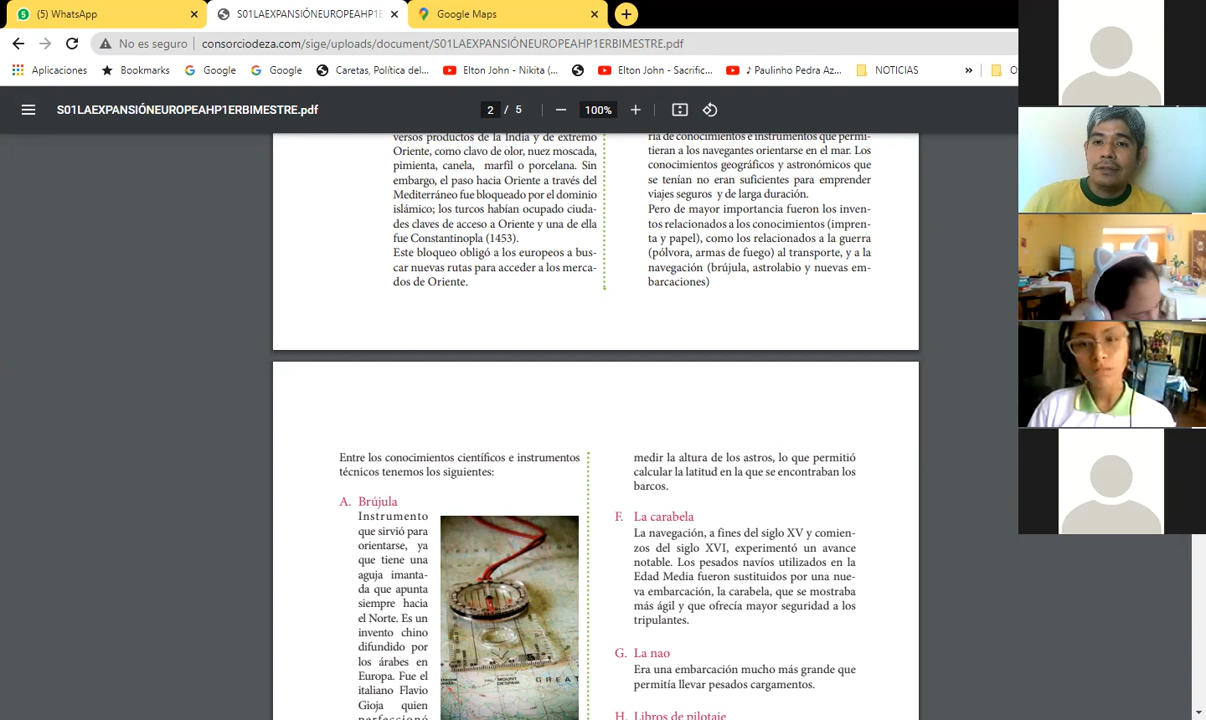 (5) WhatsApp
S01LAEXPANSIÓNEUROPEAHP1E
Google Maps
No es seguro
consorciodeza.com/sige/uploads/document/S01LAEXPANSIÓNEUROPEAHP1ERBIMESTRE.pdf
Aplicaciones
Bookmarks
Google
Google
Caretas, Política del...
Elton John - Nikita (...
Elton John - Sacrific...
♪ Paulinho Pedra Az...
NOTICIAS
»
S01LAEXPANSIÓNEUROPEAHP1ERBIMESTRE.pdf
2 / 5
100%
versos productos de la India y de extremo
Oriente, como clavo de olor, nuez moscada,
pimienta, canela, marfil o porcelana. Sin
embargo, el paso hacia Oriente a través del
Mediterráneo fue bloqueado por el dominio
islámico; los turcos habían ocupado ciuda-
des claves de acceso a Oriente y una de ella
fue Constantinopla (1453).
Este bloqueo obligó a los europeos a bus-
car nuevas rutas para acceder a los merca-
dos de Oriente.
ría de conocimientos e instrumentos que permi-
tieran a los navegantes orientarse en el mar. Los
conocimientos geográficos y astronómicos que
se tenían no eran suficientes para emprender
viajes seguros y de larga duración.
Pero de mayor importancia fueron los inven-
tos relacionados a los conocimientos (impren-
ta y papel), como los relacionados a la guerra
(pólvora, armas de fuego) al transporte, y a la
navegación (brújula, astrolabio y nuevas em-
barcaciones)
Entre los conocimientos científicos e instrumentos
técnicos tenemos los siguientes:
A. Brújula
Instrumento
que sirvió para
orientarse, ya
que tiene una
aguja imanta-
da que apunta
siempre hacia
el Norte. Es un
invento chino
difundido por
los árabes en
Europa. Fue el
italiano Flavio
Gioja quien
perfeccionó
medir la altura de los astros, lo que permitió
calcular la latitud en la que se encontraban los
barcos.
F. La carabela
La navegación, a fines del siglo XV y comien-
zos del siglo XVI, experimentó un avance
notable. Los pesados navíos utilizados en la
Edad Media fueron sustituidos por una nue-
va embarcación, la carabela, que se mostraba
más ágil y que ofrecía mayor seguridad a los
tripulantes.
G. La nao
Era una embarcación mucho más grande que
permitía llevar pesados cargamentos.
H. Libros de pilotaje